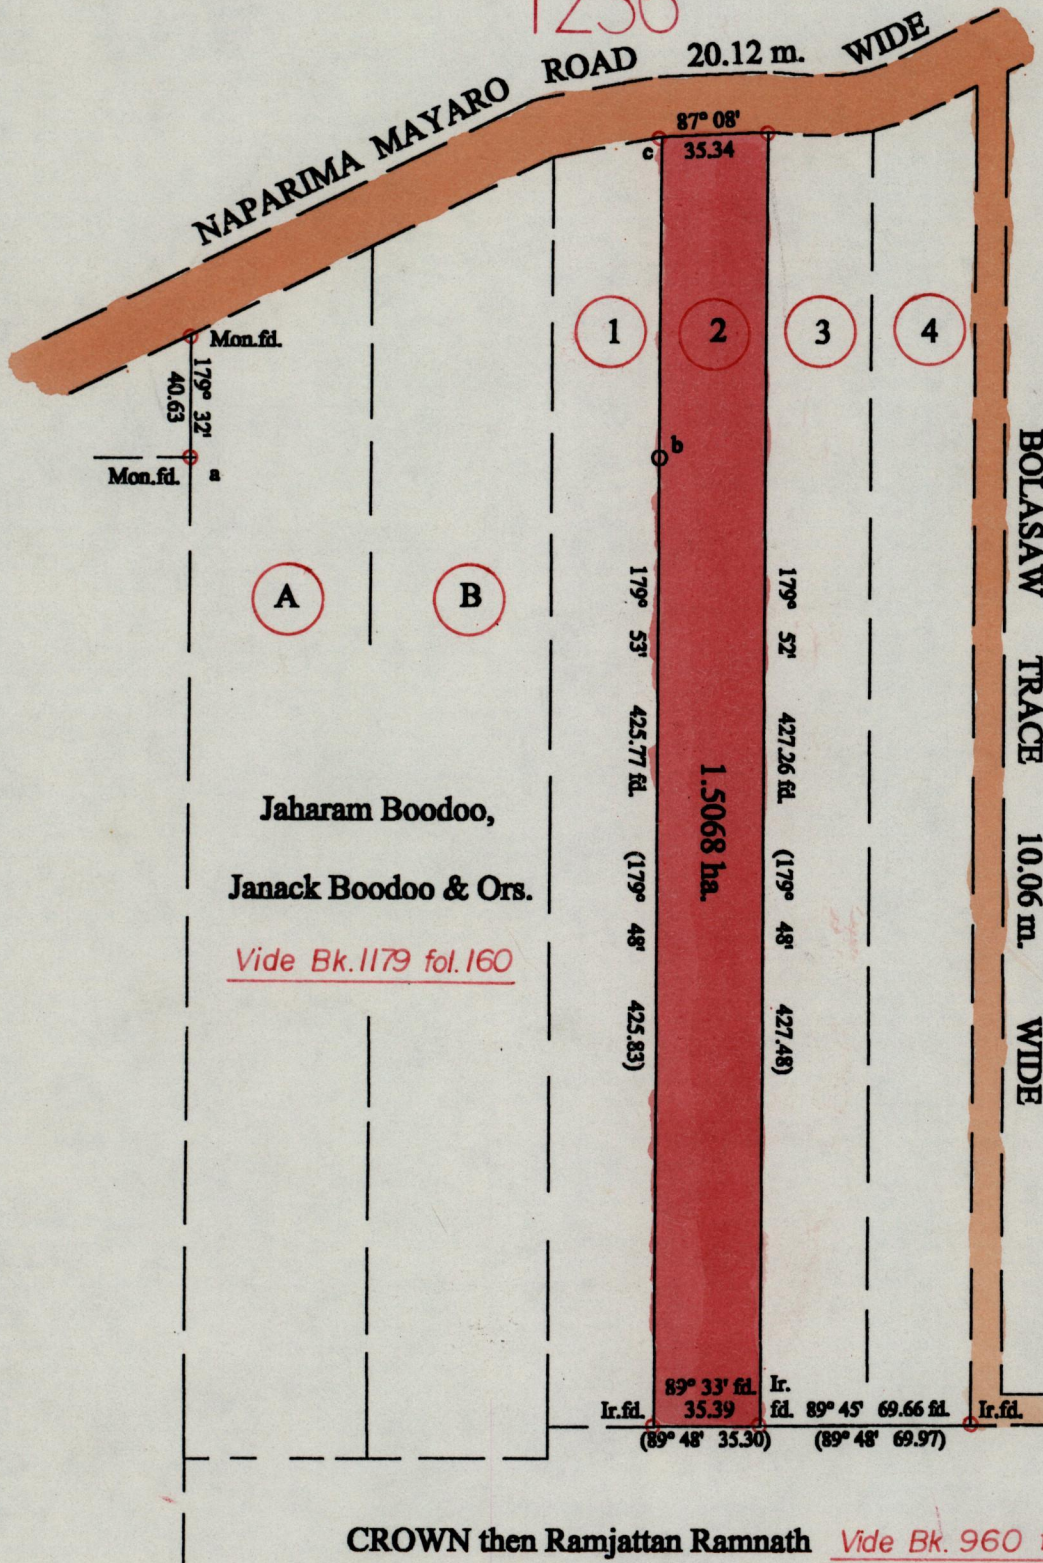 1256
NAPARIMA MAYARO ROAD 20.12 m. WIDE
87° 08'
c 35.34
Mon.fd.
179° 32'
40.63
Mon.fd. a
1 2 3 4
b
A B
179° 53' 425.77 fd. (179° 48' 425.83)
1.5068 ha.
179° 52' 427.26 fd. (179° 48' 427.48)
BOLASAW TRACE 10.06 m. WIDE
Jaharam Boodoo,
Janack Boodoo & Ors.
Vide Bk.1179 fol.160
89° 33' fd. Ir.
Ir.fd. 35.39 fd. 89° 45' 69.66 fd. Ir.fd.
(89° 48' 35.30) (89° 48' 69.97)
CROWN then Ramjattan Ramnath Vide Bk. 960